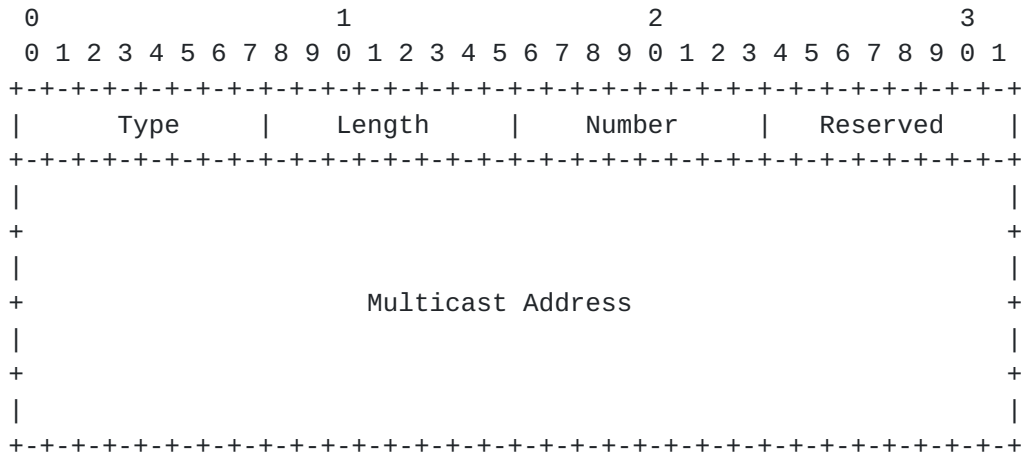 0                   1                   2                   3
 0 1 2 3 4 5 6 7 8 9 0 1 2 3 4 5 6 7 8 9 0 1 2 3 4 5 6 7 8 9 0 1
+-+-+-+-+-+-+-+-+-+-+-+-+-+-+-+-+-+-+-+-+-+-+-+-+-+-+-+-+-+-+-+-+
|      Type     |    Length     |    Number     |   Reserved    |
+-+-+-+-+-+-+-+-+-+-+-+-+-+-+-+-+-+-+-+-+-+-+-+-+-+-+-+-+-+-+-+-+
|                                                               |
+                                                               +
|                                                               |
+                      Multicast Address                        +
|                                                               |
+                                                               +
|                                                               |
+-+-+-+-+-+-+-+-+-+-+-+-+-+-+-+-+-+-+-+-+-+-+-+-+-+-+-+-+-+-+-+-+